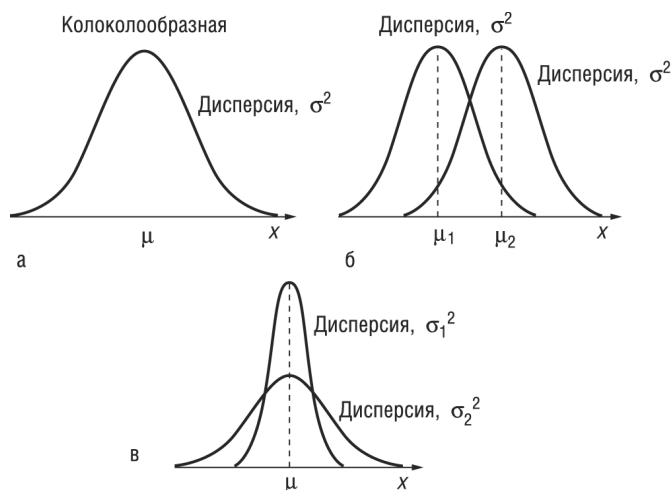 Колоколообразная
Дисперсия, σ²
μ
x
а
Дисперсия, σ²
Дисперсия, σ²
μ₁
μ₂
x
б
Дисперсия, σ₁²
Дисперсия, σ₂²
в
μ
x